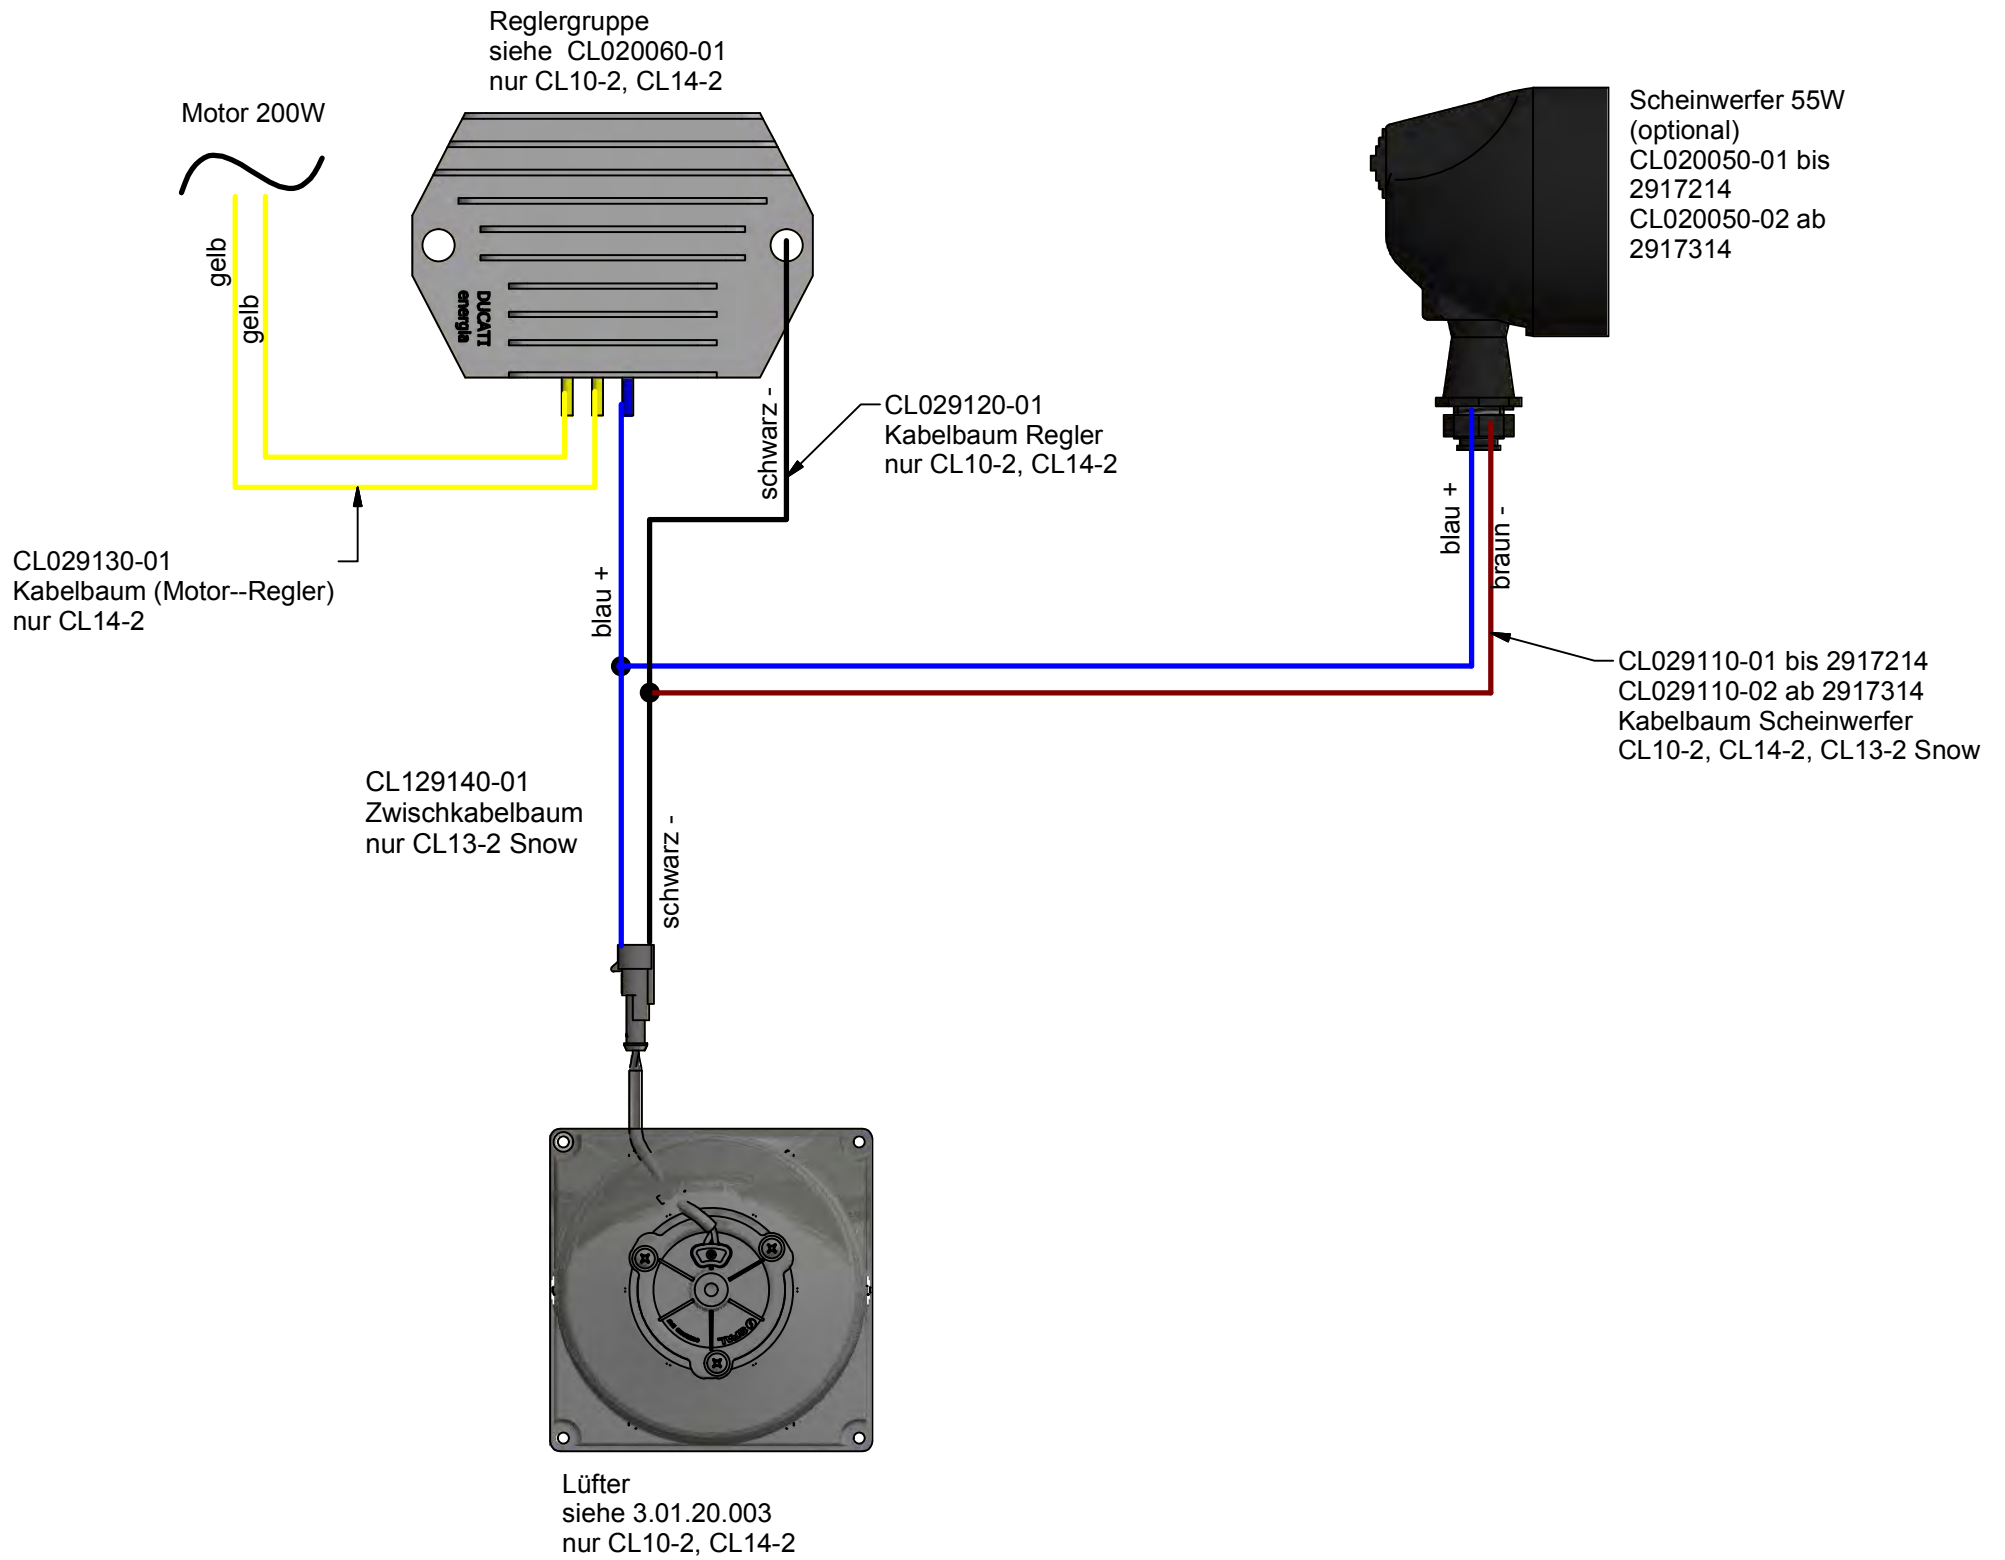 Reglergruppe
siehe  CL020060-01
nur CL10-2, CL14-2
Motor 200W
Scheinwerfer 55W
(optional)
CL020050-01 bis
2917214
CL020050-02 ab
2917314
gelb
gelb
DUCATI
energia
schwarz -
CL029120-01
Kabelbaum Regler
nur CL10-2, CL14-2
blau +
braun -
CL029130-01
Kabelbaum (Motor--Regler)
nur CL14-2
blau +
CL029110-01 bis 2917214
CL029110-02 ab 2917314
Kabelbaum Scheinwerfer
CL10-2, CL14-2, CL13-2 Snow
CL129140-01
Zwischkabelbaum
nur CL13-2 Snow
schwarz -
SPAL
Lüfter
siehe 3.01.20.003
nur CL10-2, CL14-2